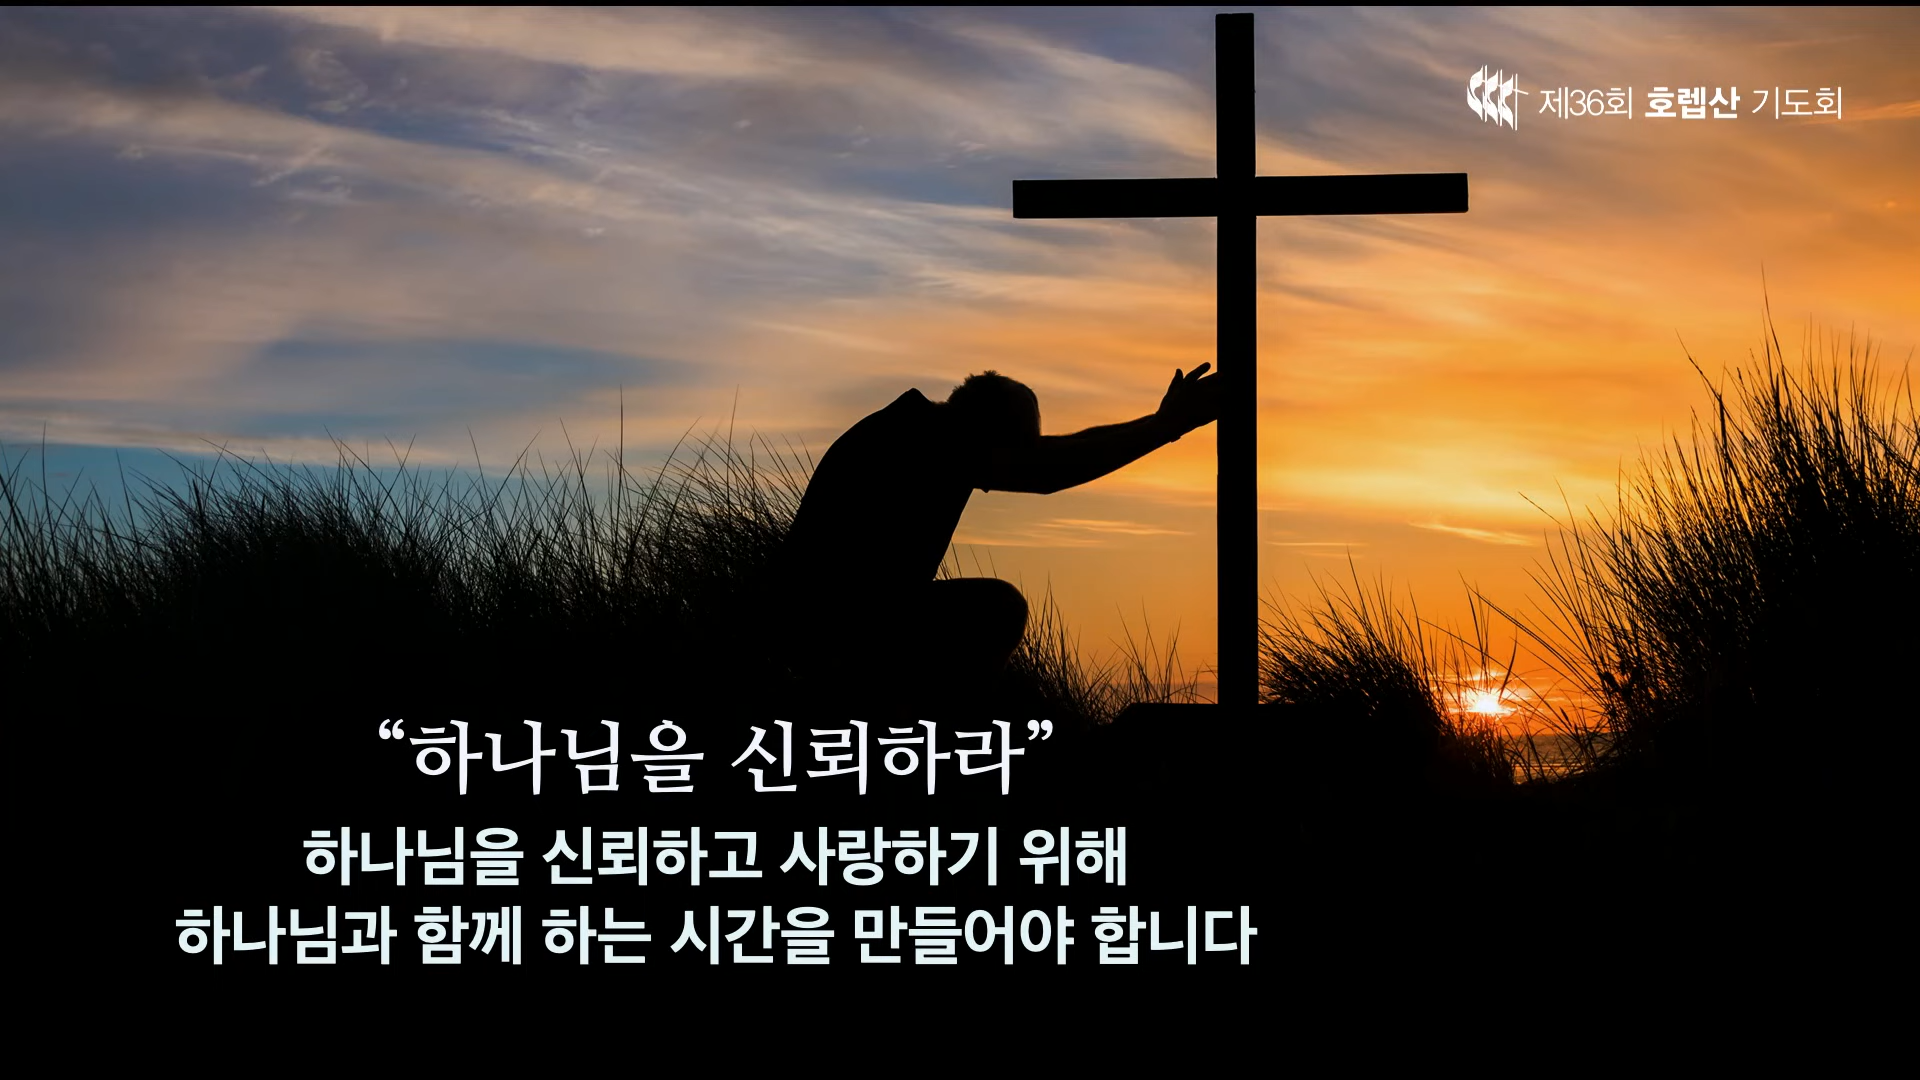 제36회 호렙산 기도회
“하나님을 신뢰하라”
하나님을 신뢰하고 사랑하기 위해
하나님과 함께 하는 시간을 만들어야 합니다